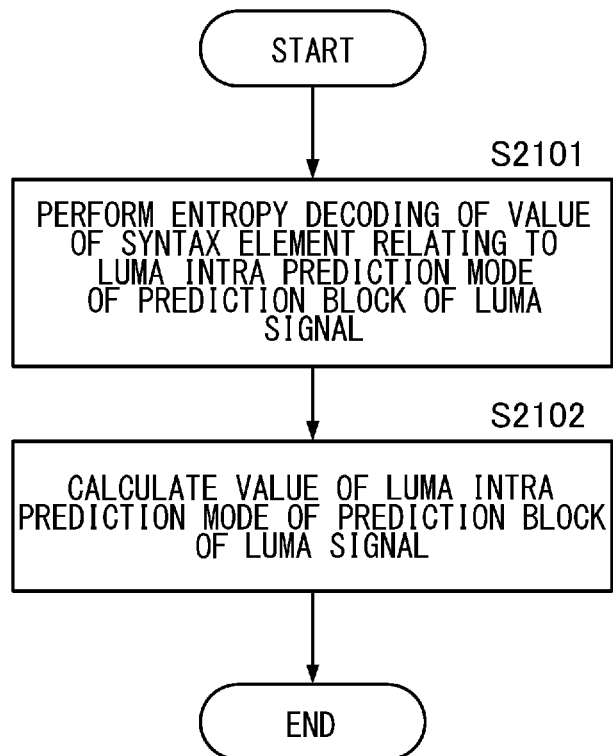 START
S2101
PERFORM ENTROPY DECODING OF VALUE
OF SYNTAX ELEMENT RELATING TO
LUMA INTRA PREDICTION MODE
OF PREDICTION BLOCK OF LUMA
SIGNAL
S2102
CALCULATE VALUE OF LUMA INTRA
PREDICTION MODE OF PREDICTION BLOCK
OF LUMA SIGNAL
END